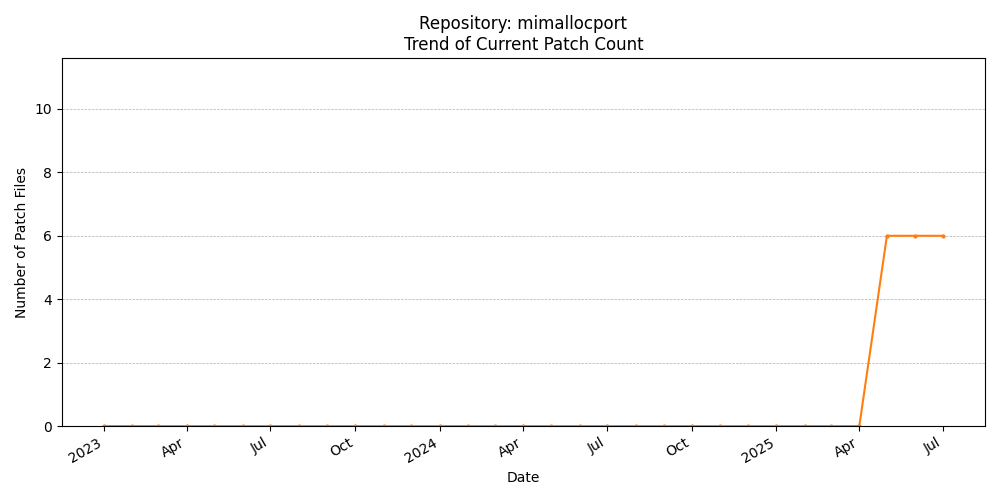 Repository: mimallocport
Trend of Current Patch Count
Number of Patch Files
10
8
6
4
2
0
2023
Apr
Jul
Oct
2024
Apr
Jul
Oct
2025
Apr
Jul
Date